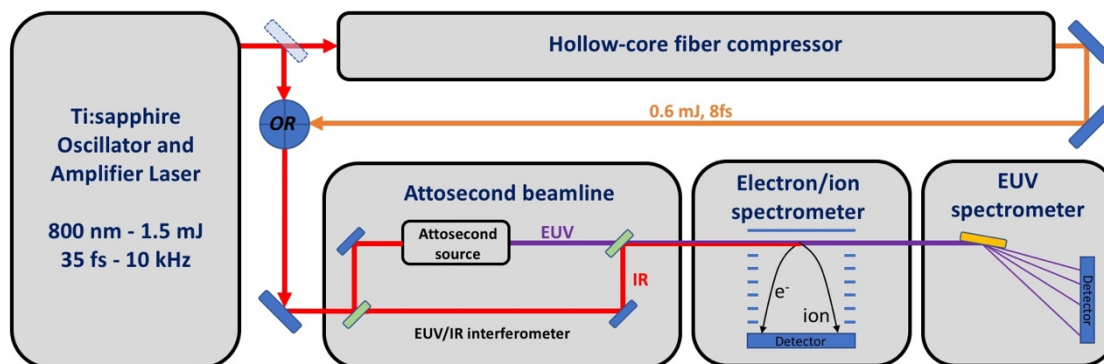 Ti:sapphire
Oscillator and
Amplifier Laser
800 nm - 1.5 mJ
35 fs - 10 kHz
Hollow-core fiber compressor
OR
0.6 mJ, 8fs
Attosecond beamline
Attosecond
source
EUV
IR
EUV/IR interferometer
Electron/ion
spectrometer
e-
ion
Detector
EUV
spectrometer
Detector